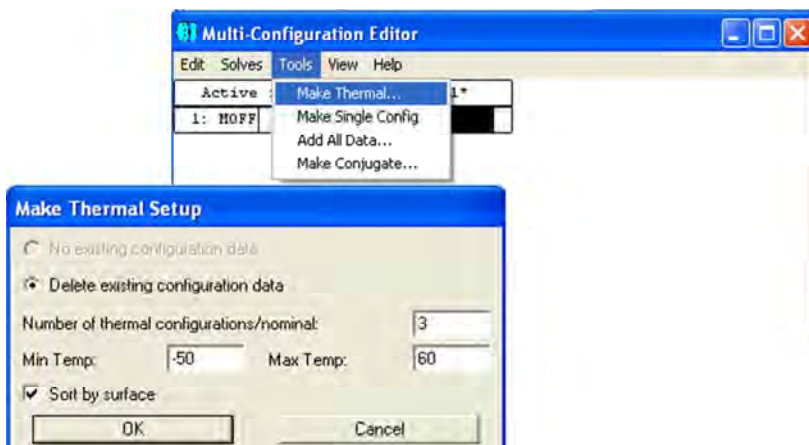 Multi-Configuration Editor
Edit Solves Tools View Help
Active : 1*
1: MOFF
Make Thermal...
Make Single Config
Add All Data...
Make Conjugate...
Make Thermal Setup
No existing configuration data
Delete existing configuration data
Number of thermal configurations/nominal: 3
Min Temp: -50 Max Temp: 60
Sort by surface
OK Cancel